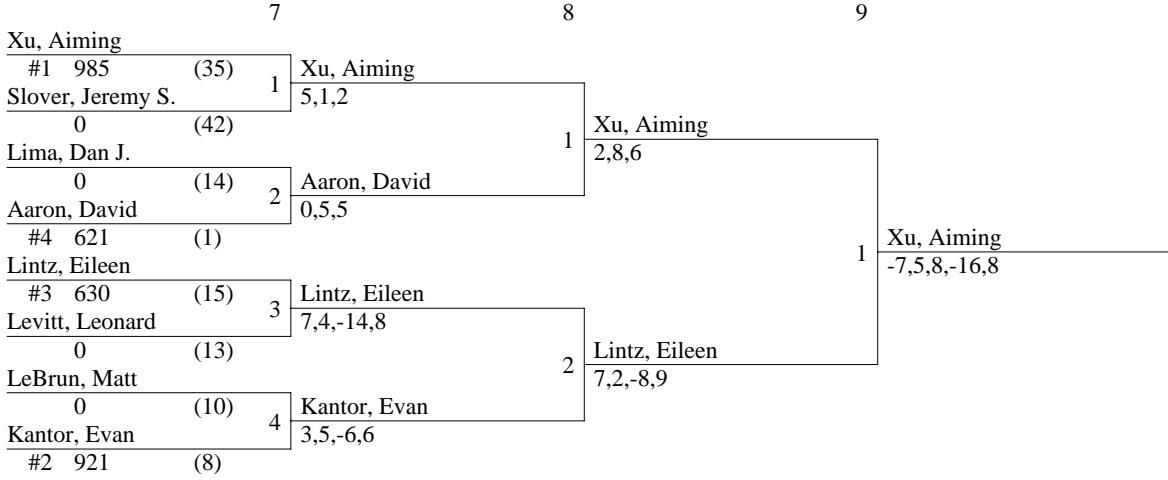 7 8 9
Xu, Aiming
#1 985 (35)
1
Xu, Aiming
5,1,2
Slover, Jeremy S.
0 (42)
1
Xu, Aiming
2,8,6
Lima, Dan J.
0 (14)
2
Aaron, David
0,5,5
Aaron, David
#4 621 (1)
1
Xu, Aiming
-7,5,8,-16,8
Lintz, Eileen
#3 630 (15)
3
Lintz, Eileen
7,4,-14,8
Levitt, Leonard
0 (13)
2
Lintz, Eileen
7,2,-8,9
LeBrun, Matt
0 (10)
4
Kantor, Evan
3,5,-6,6
Kantor, Evan
#2 921 (8)